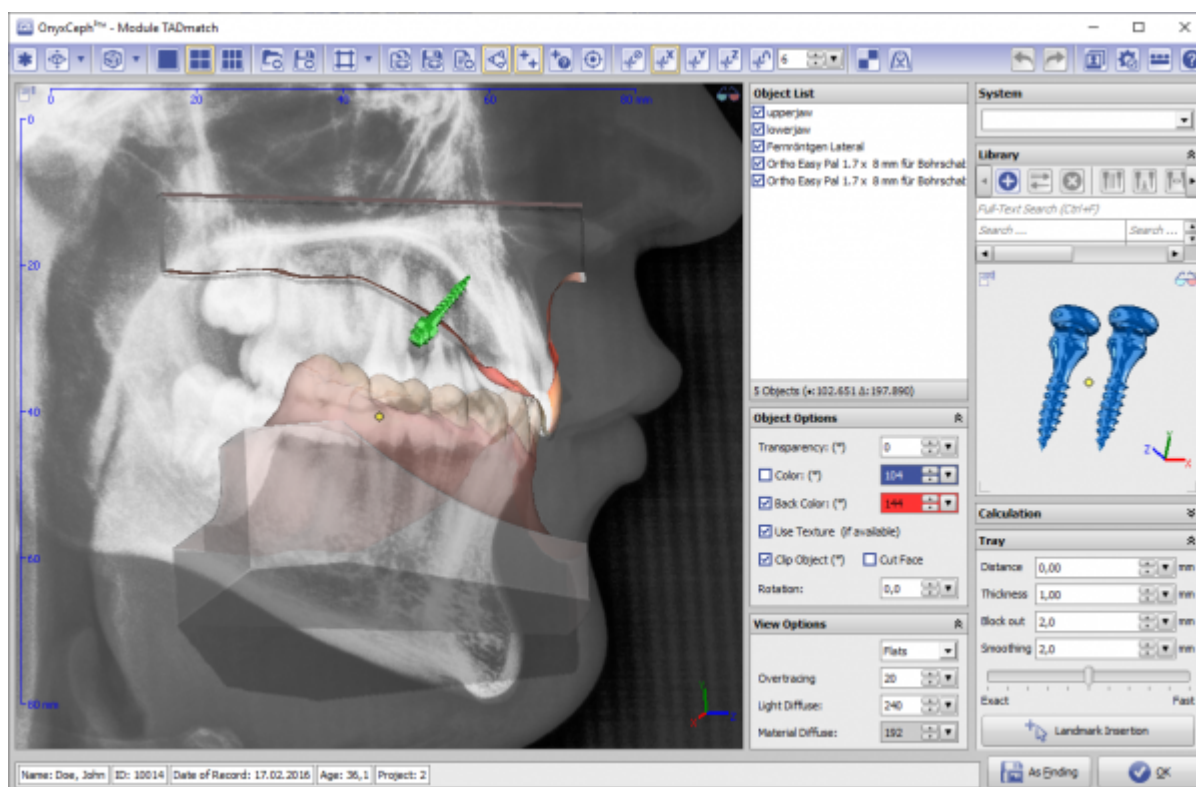 OnyxCeph³ᵀᴹ - Module TADmatch
6
0 20 40 60 80 mm
0
20
40
60
80 mm
Object List
upperjaw
lowerjaw
Fernröntgen Lateral
Ortho Easy Pal 1.7 x 8 mm für Bohrschab
Ortho Easy Pal 1.7 x 8 mm für Bohrschab
5 Objects (•:102.651 Δ:197.890)
Object Options
Transparency: (*) 0
Color: (*) 104
Back Color: (*) 144
Use Texture (if available)
Clip Object (*) Cut Face
Rotation: 0,0
View Options
Flats
Overtracing 20
Light Diffuse: 240
Material Diffuse: 192
System
Library
Full-Text Search (Ctrl+F)
Search ... Search ...
Y
Z
X
Calculation
Tray
Distance 0,00 mm
Thickness 1,00 mm
Block out 2,0 mm
Smoothing 2,0 mm
Exact Fast
Landmark Insertion
Y
X Z
Name: Doe, John ID: 10014 Date of Record: 17.02.2016 Age: 36,1 Project: 2
As Finding OK